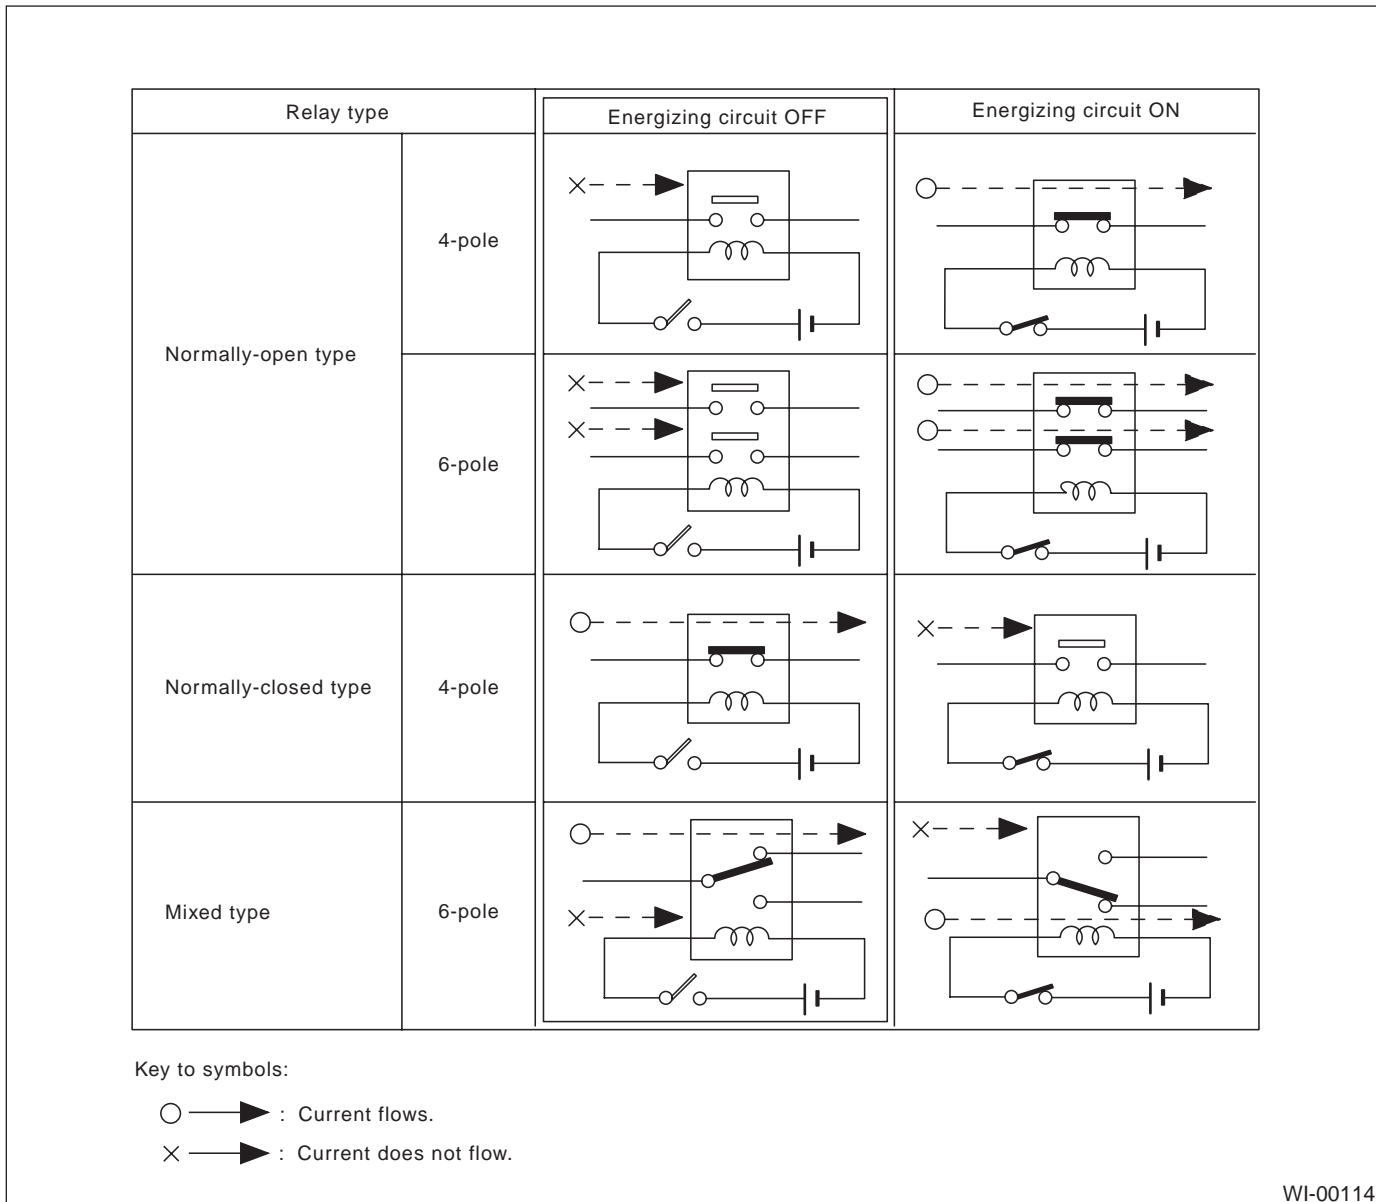 Relay type
Energizing circuit OFF
Energizing circuit ON
Normally-open type
4-pole
6-pole
Normally-closed type
4-pole
Mixed type
6-pole
Key to symbols:
: Current flows.
: Current does not flow.
WI-00114